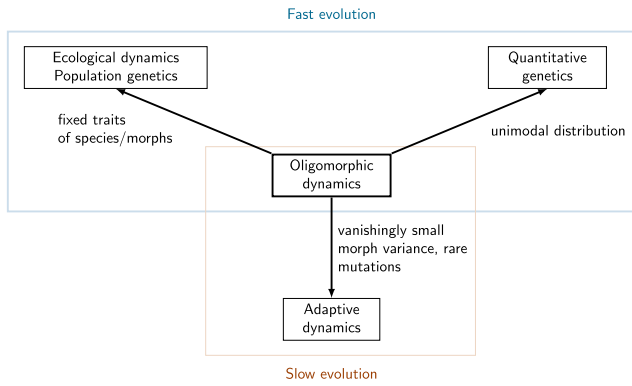 Fast evolution
Ecological dynamics
Population genetics
Quantitative
genetics
fixed traits
of species/morphs
unimodal distribution
Oligomorphic
dynamics
vanishingly small
morph variance, rare
mutations
Adaptive
dynamics
Slow evolution